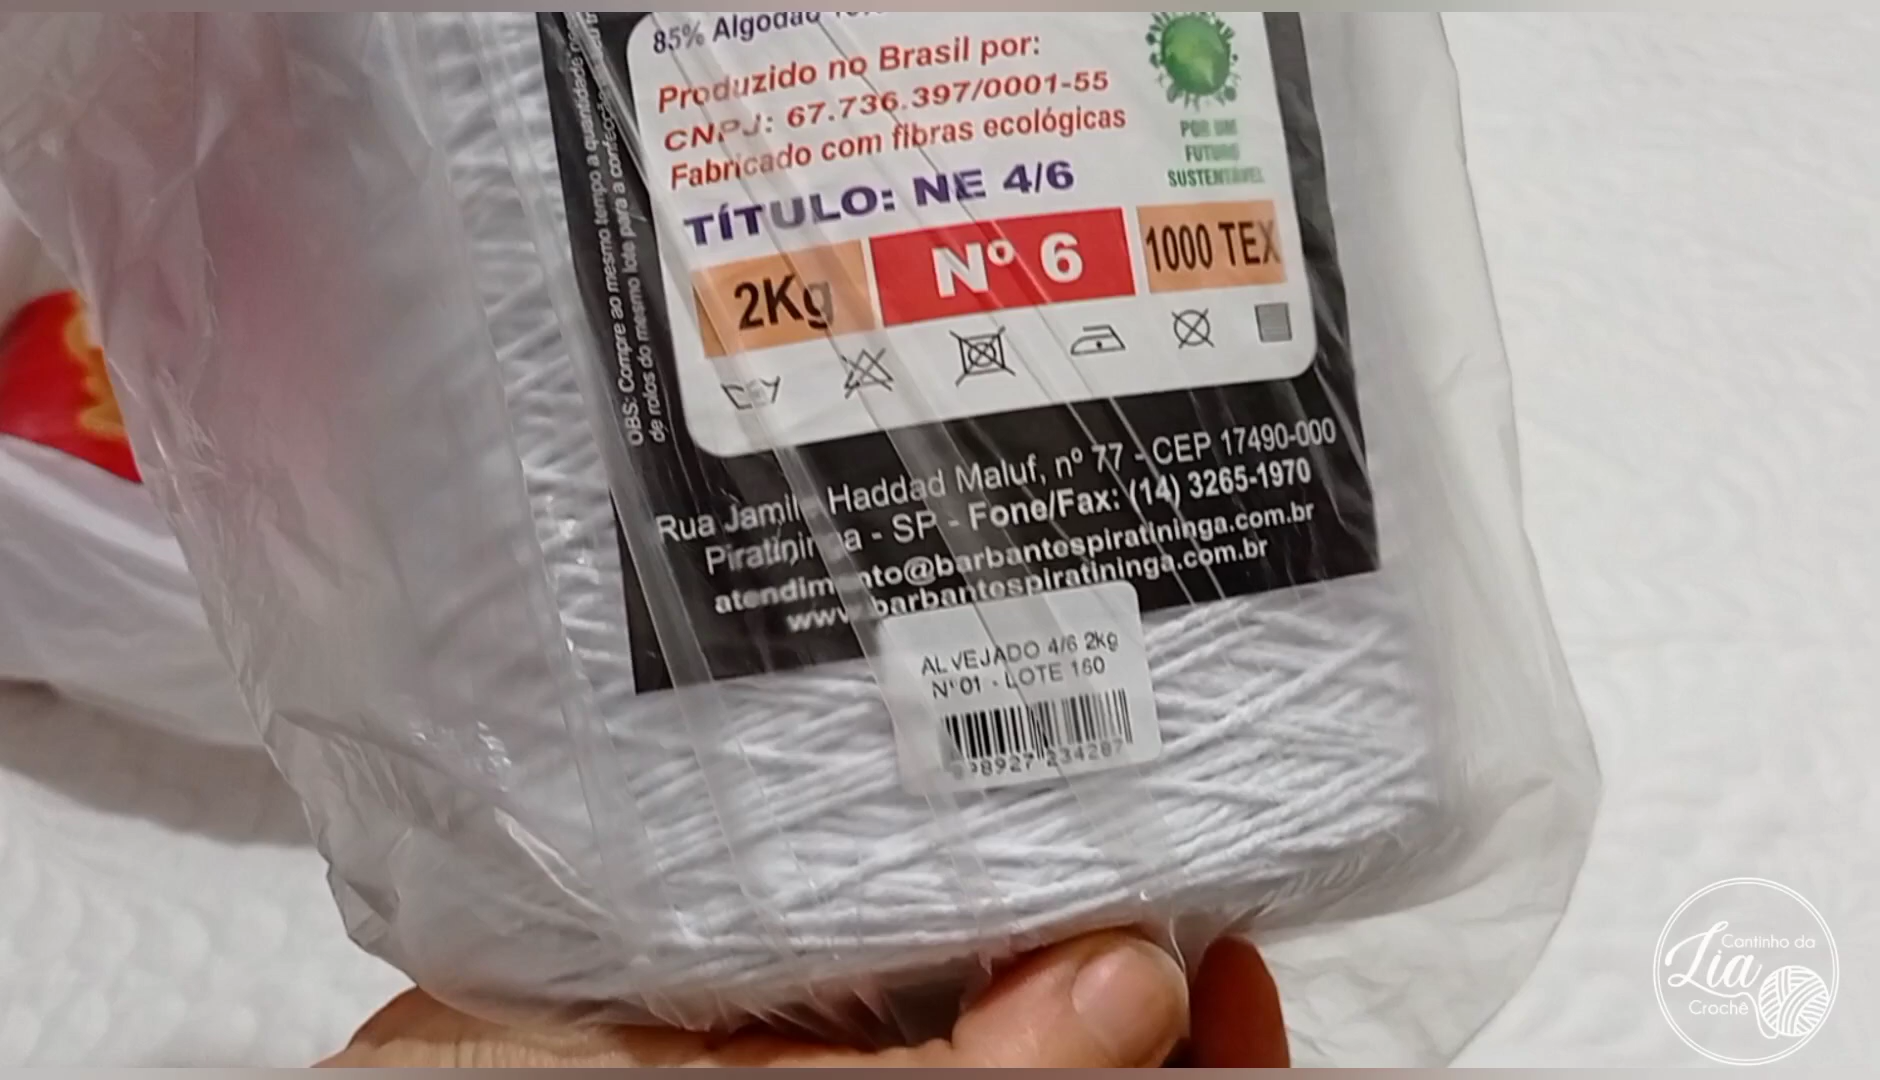 85% Algodão
Produzido no Brasil por:
CNPJ: 67.736.397/0001-55
Fabricado com fibras ecológicas
POR UM
FUTURO
SUSTENTÁVEL
TÍTULO: NE 4/6
2Kg
Nº 6
1000 TEX
OBS: Compre ao mesmo tempo a quantidade
de rolos do mesmo lote para a confecção
Rua Jamil Haddad Maluf, nº 77 - CEP 17490-000
Piratininga - SP - Fone/Fax: (14) 3265-1970
atendimento@barbantespiratininga.com.br
www.barbantespiratininga.com.br
ALVEJADO 4/6 2kg
Nº01 - LOTE 160
98927 234287
Cantinho da
Lia
Crochê